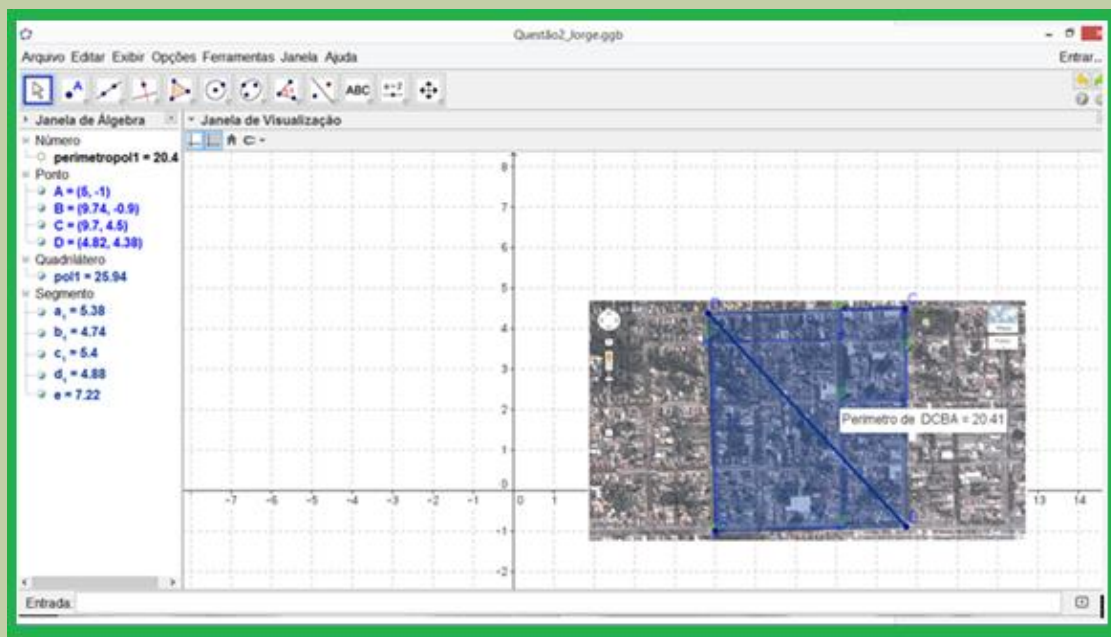 Questão2_Jorge.ggb
Arquivo Editar Exibir Opções Ferramentas Janela Ajuda
Entrar...
ABC
a=2
Janela de Álgebra
Janela de Visualização
Número
perimetropol1 = 20.4
Ponto
A = (5, -1)
B = (9.74, -0.9)
C = (9.7, 4.5)
D = (4.82, 4.38)
Quadrilátero
pol1 = 25.94
Segmento
a₁ = 5.38
b₁ = 4.74
c₁ = 5.4
d₁ = 4.88
e = 7.22
8
7
6
5
4
3
2
1
0
-1
-2
-7 -6 -5 -4 -3 -2 -1 0 1 13 14
D C
Perímetro de DCBA = 20.41
Entrada: